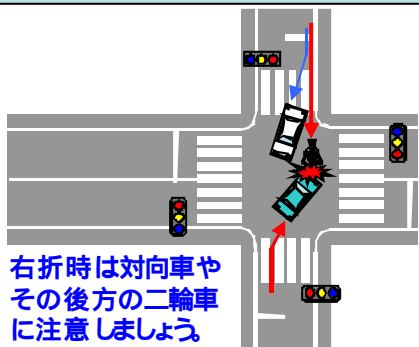 右折時は対向車や
その後方の二輪車
に注意しましょう。